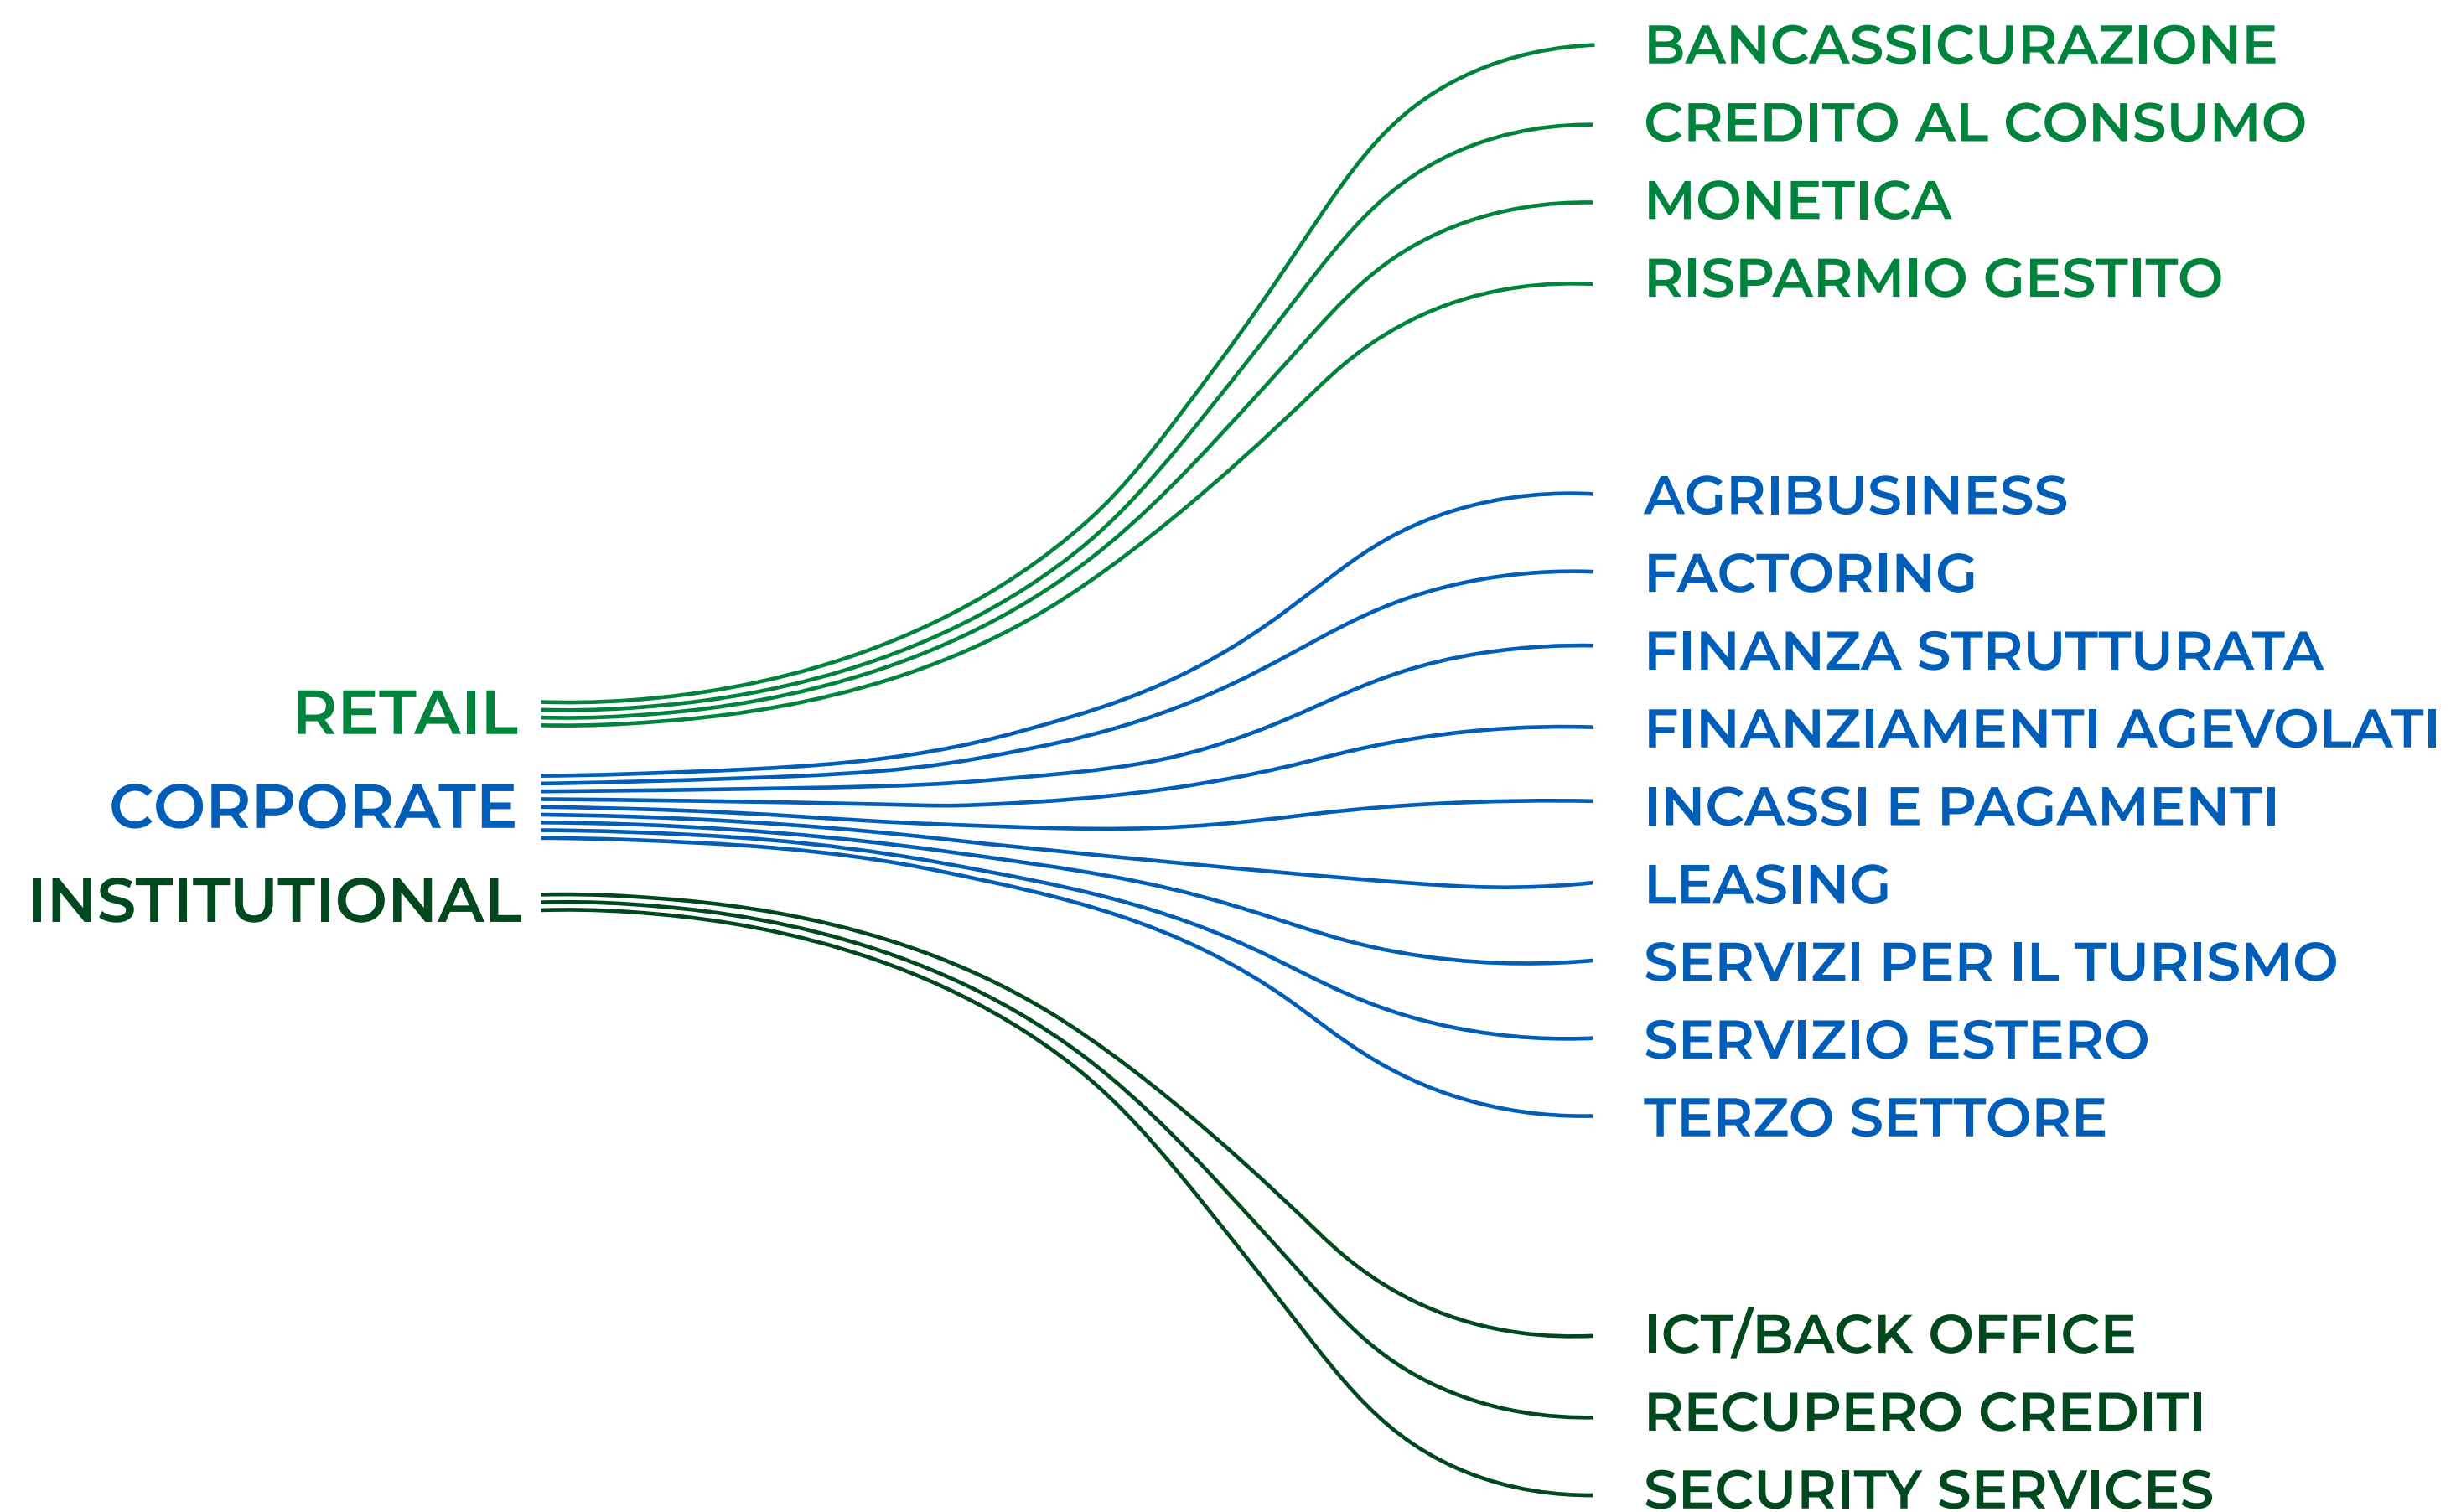 RETAIL
CORPORATE
INSTITUTIONAL
BANCASSICURAZIONE
CREDITO AL CONSUMO
MONETICA
RISPARMIO GESTITO
AGRIBUSINESS
FACTORING
FINANZA STRUTTURATA
FINANZIAMENTI AGEVOLATI
INCASSI E PAGAMENTI
LEASING
SERVIZI PER IL TURISMO
SERVIZIO ESTERO
TERZO SETTORE
ICT/BACK OFFICE
RECUPERO CREDITI
SECURITY SERVICES